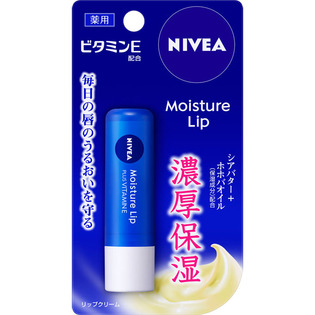 薬用
ビタミンE
配合
NIVEA
Moisture
Lip
毎日の唇のうるおいを守る
シアバター+
ホホバオイル
(保湿成分)配合
濃厚保湿
NIVEA
Moisture Lip
PLUS VITAMIN E
リップクリーム